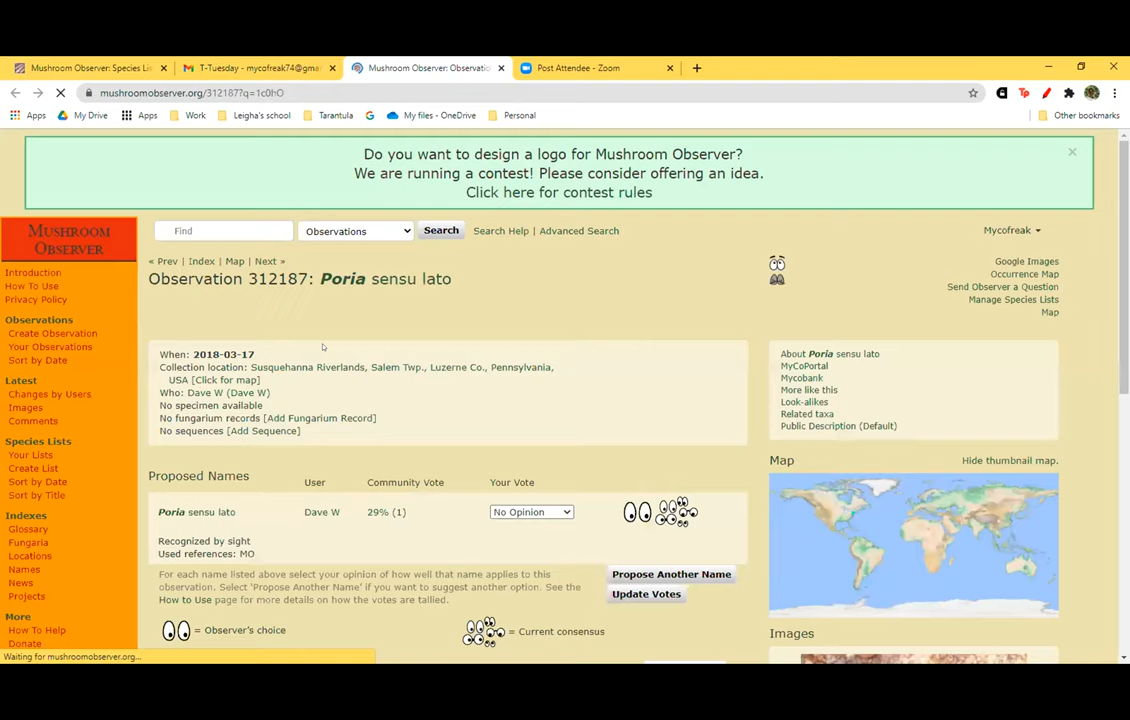 Mushroom Observer: Species Lis
T-Tuesday - mycofreak74@gma
Mushroom Observer: Observatio
Post Attendee - Zoom
mushroomobserver.org/312187?q=1c0hO
Apps
My Drive
Apps
Work
Leigha's school
Tarantula
My files - OneDrive
Personal
Other bookmarks
Do you want to design a logo for Mushroom Observer?
We are running a contest! Please consider offering an idea.
Click here for contest rules
MUSHROOM
OBSERVER
Find
Observations
Search
Search Help | Advanced Search
Mycofreak
« Prev | Index | Map | Next »
Observation 312187: Poria sensu lato
Google Images
Occurrence Map
Send Observer a Question
Manage Species Lists
Map
Introduction
How To Use
Privacy Policy
Observations
Create Observation
Your Observations
Sort by Date
Latest
Changes by Users
Images
Comments
Species Lists
Your Lists
Create List
Sort by Date
Sort by Title
Indexes
Glossary
Fungaria
Locations
Names
News
Projects
More
How To Help
Donate
When: 2018-03-17
Collection location: Susquehanna Riverlands, Salem Twp., Luzerne Co., Pennsylvania,
USA [Click for map]
Who: Dave W (Dave W)
No specimen available
No fungarium records [Add Fungarium Record]
No sequences [Add Sequence]
About Poria sensu lato
MyCoPortal
Mycobank
More like this
Look-alikes
Related taxa
Public Description (Default)
Map
Hide thumbnail map.
Proposed Names
User
Community Vote
Your Vote
Poria sensu lato
Dave W
29% (1)
No Opinion
Recognized by sight
Used references: MO
For each name listed above select your opinion of how well that name applies to this
observation. Select 'Propose Another Name' if you want to suggest another option. See the
How to Use page for more details on how the votes are tallied.
Propose Another Name
Update Votes
= Observer's choice
= Current consensus
Images
Waiting for mushroomobserver.org...